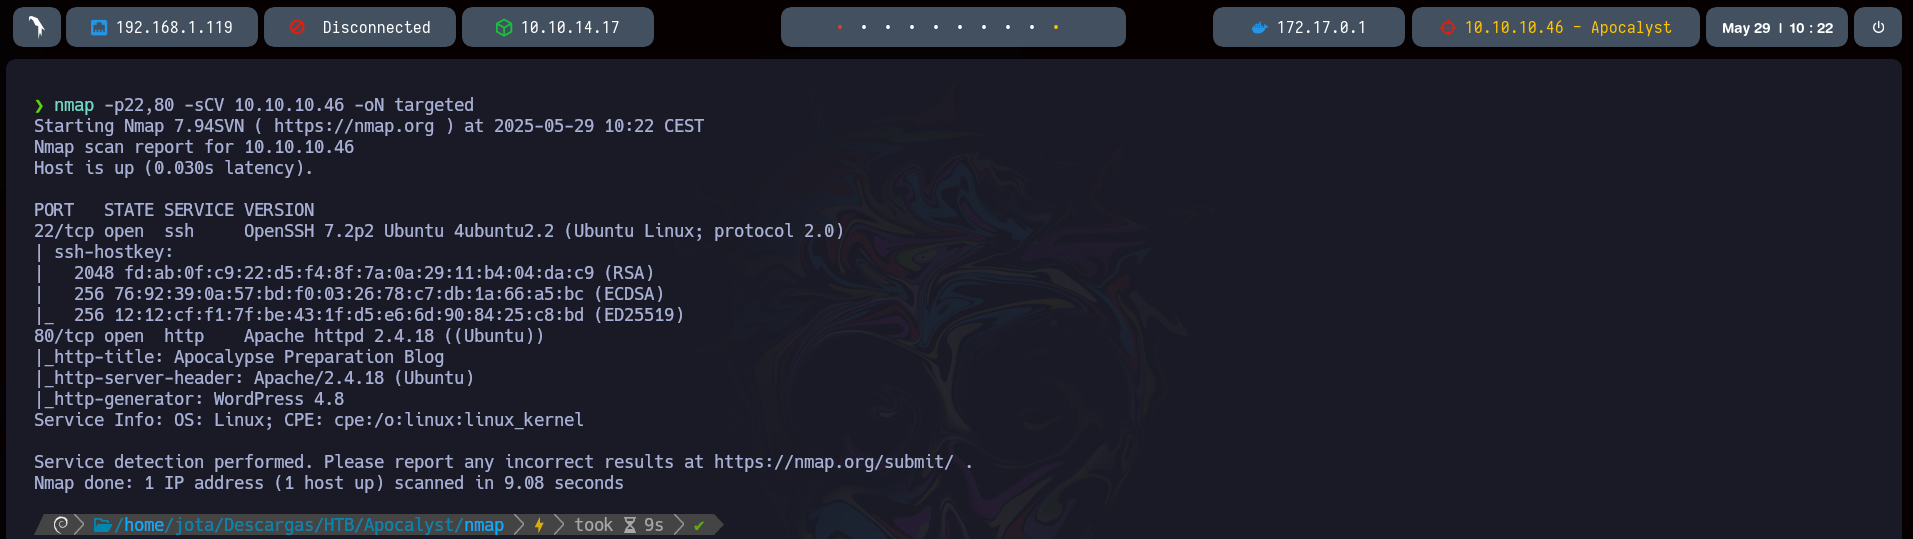 192.168.1.119 Disconnected 10.10.14.17 172.17.0.1 10.10.10.46 - Apocalyst May 29 | 10 : 22
❯ nmap -p22,80 -sCV 10.10.10.46 -oN targeted
Starting Nmap 7.94SVN ( https://nmap.org ) at 2025-05-29 10:22 CEST
Nmap scan report for 10.10.10.46
Host is up (0.030s latency).
PORT   STATE SERVICE VERSION
22/tcp open  ssh     OpenSSH 7.2p2 Ubuntu 4ubuntu2.2 (Ubuntu Linux; protocol 2.0)
| ssh-hostkey:
|   2048 fd:ab:0f:c9:22:d5:f4:8f:7a:0a:29:11:b4:04:da:c9 (RSA)
|   256 76:92:39:0a:57:bd:f0:03:26:78:c7:db:1a:66:a5:bc (ECDSA)
|_  256 12:12:cf:f1:7f:be:43:1f:d5:e6:6d:90:84:25:c8:bd (ED25519)
80/tcp open  http    Apache httpd 2.4.18 ((Ubuntu))
|_http-title: Apocalypse Preparation Blog
|_http-server-header: Apache/2.4.18 (Ubuntu)
|_http-generator: WordPress 4.8
Service Info: OS: Linux; CPE: cpe:/o:linux:linux_kernel
Service detection performed. Please report any incorrect results at https://nmap.org/submit/ .
Nmap done: 1 IP address (1 host up) scanned in 9.08 seconds
/home/jota/Descargas/HTB/Apocalyst/nmap took 9s ✔